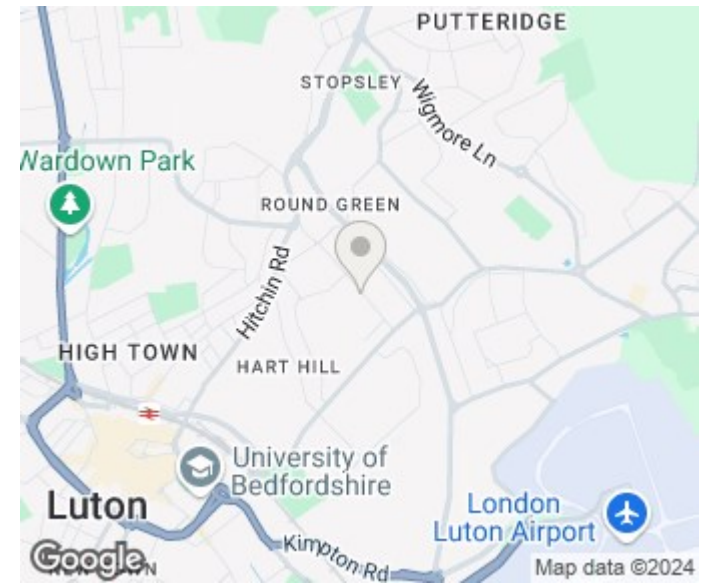 PUTTERIDGE
STOPSLEY
Wigmore Ln
Wardown Park
ROUND GREEN
Hitchin Rd
HIGH TOWN
HART HILL
University of
Bedfordshire
Luton
London
Luton Airport
Kimpton Rd
Google
Map data ©2024